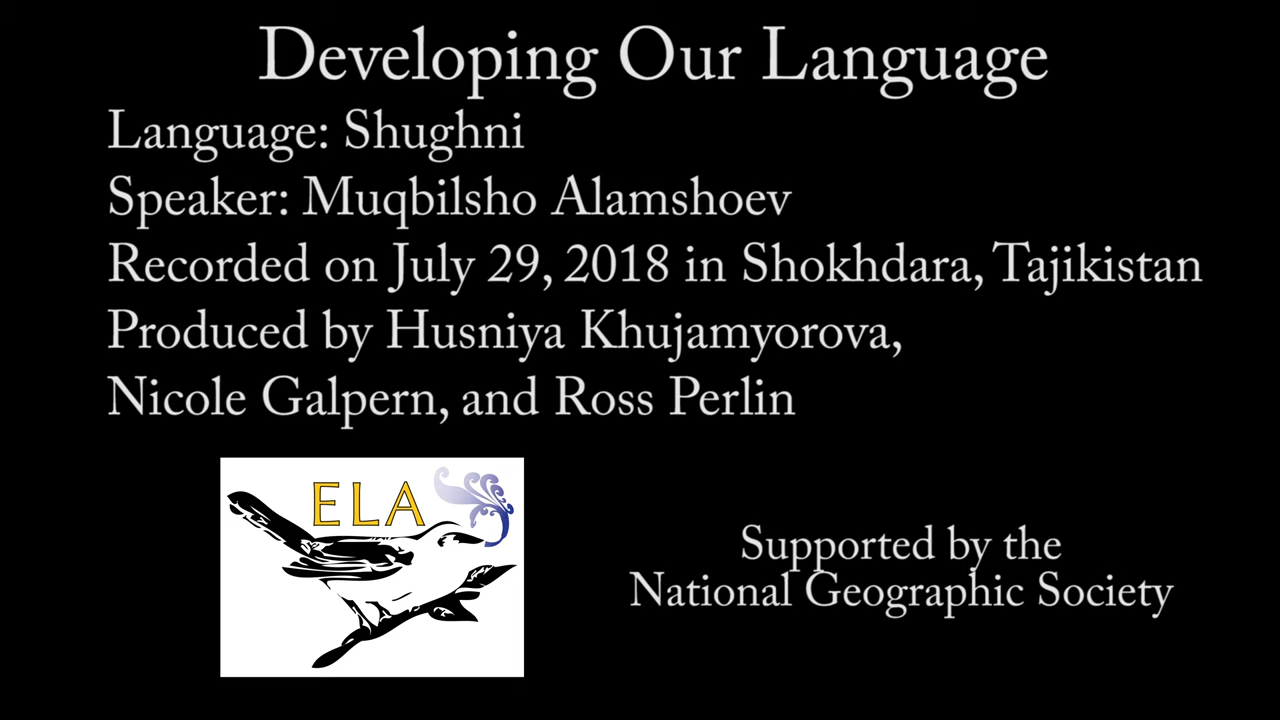 Developing Our Language
Language: Shughni
Speaker: Muqbilsho Alamshoev
Recorded on July 29, 2018 in Shokhdara, Tajikistan
Produced by Husniya Khujamyorova,
Nicole Galpern, and Ross Perlin
ELA
Supported by the
National Geographic Society